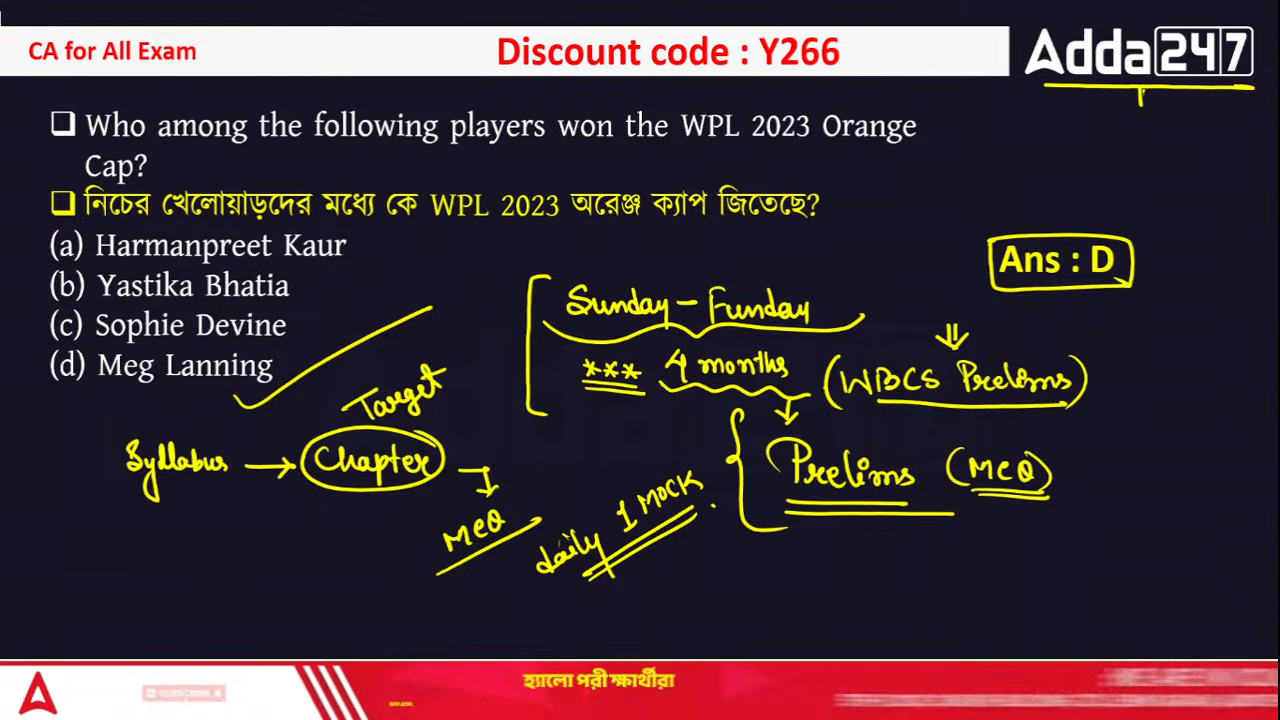 CA for All Exam
Discount code : Y266
Adda247
Who among the following players won the WPL 2023 Orange
Cap?
নিচের খেলোয়াড়দের মধ্যে কে WPL 2023 অরেঞ্জ ক্যাপ জিতেছে?
(a) Harmanpreet Kaur
(b) Yastika Bhatia
(c) Sophie Devine
(d) Meg Lanning
Ans : D
Sunday - Funday
*** 4 months (WBCS Prelims)
Target
Syllabus → Chapter
Prelims (MCQ)
MCQ
daily 1 MOCK
হ্যালো পরীক্ষার্থীরা